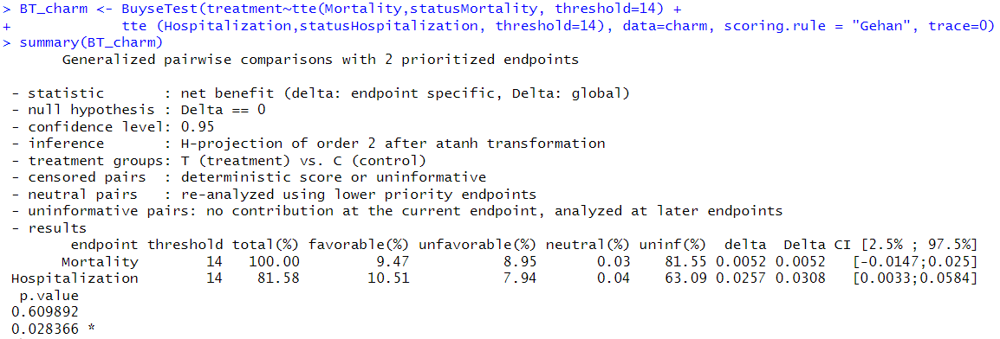 > BT_charm <- BuyseTest(treatment~tte(Mortality,statusMortality, threshold=14) +
+             tte (Hospitalization,statusHospitalization, threshold=14), data=charm, scoring.rule = "Gehan", trace=0)
> summary(BT_charm)
       Generalized pairwise comparisons with 2 prioritized endpoints

 - statistic       : net benefit (delta: endpoint specific, Delta: global)
 - null hypothesis : Delta == 0
 - confidence level: 0.95
 - inference       : H-projection of order 2 after atanh transformation
 - treatment groups: T (treatment) vs. C (control)
 - censored pairs  : deterministic score or uninformative
 - neutral pairs   : re-analyzed using lower priority endpoints
 - uninformative pairs: no contribution at the current endpoint, analyzed at later endpoints
 - results
        endpoint threshold total(%) favorable(%) unfavorable(%) neutral(%) uninf(%)  delta  Delta CI [2.5% ; 97.5%]
       Mortality        14   100.00         9.47           8.95       0.03    81.55 0.0052 0.0052   [-0.0147;0.025]
 Hospitalization        14    81.58        10.51           7.94       0.04    63.09 0.0257 0.0308   [0.0033;0.0584]
  p.value
 0.609892
 0.028366 *